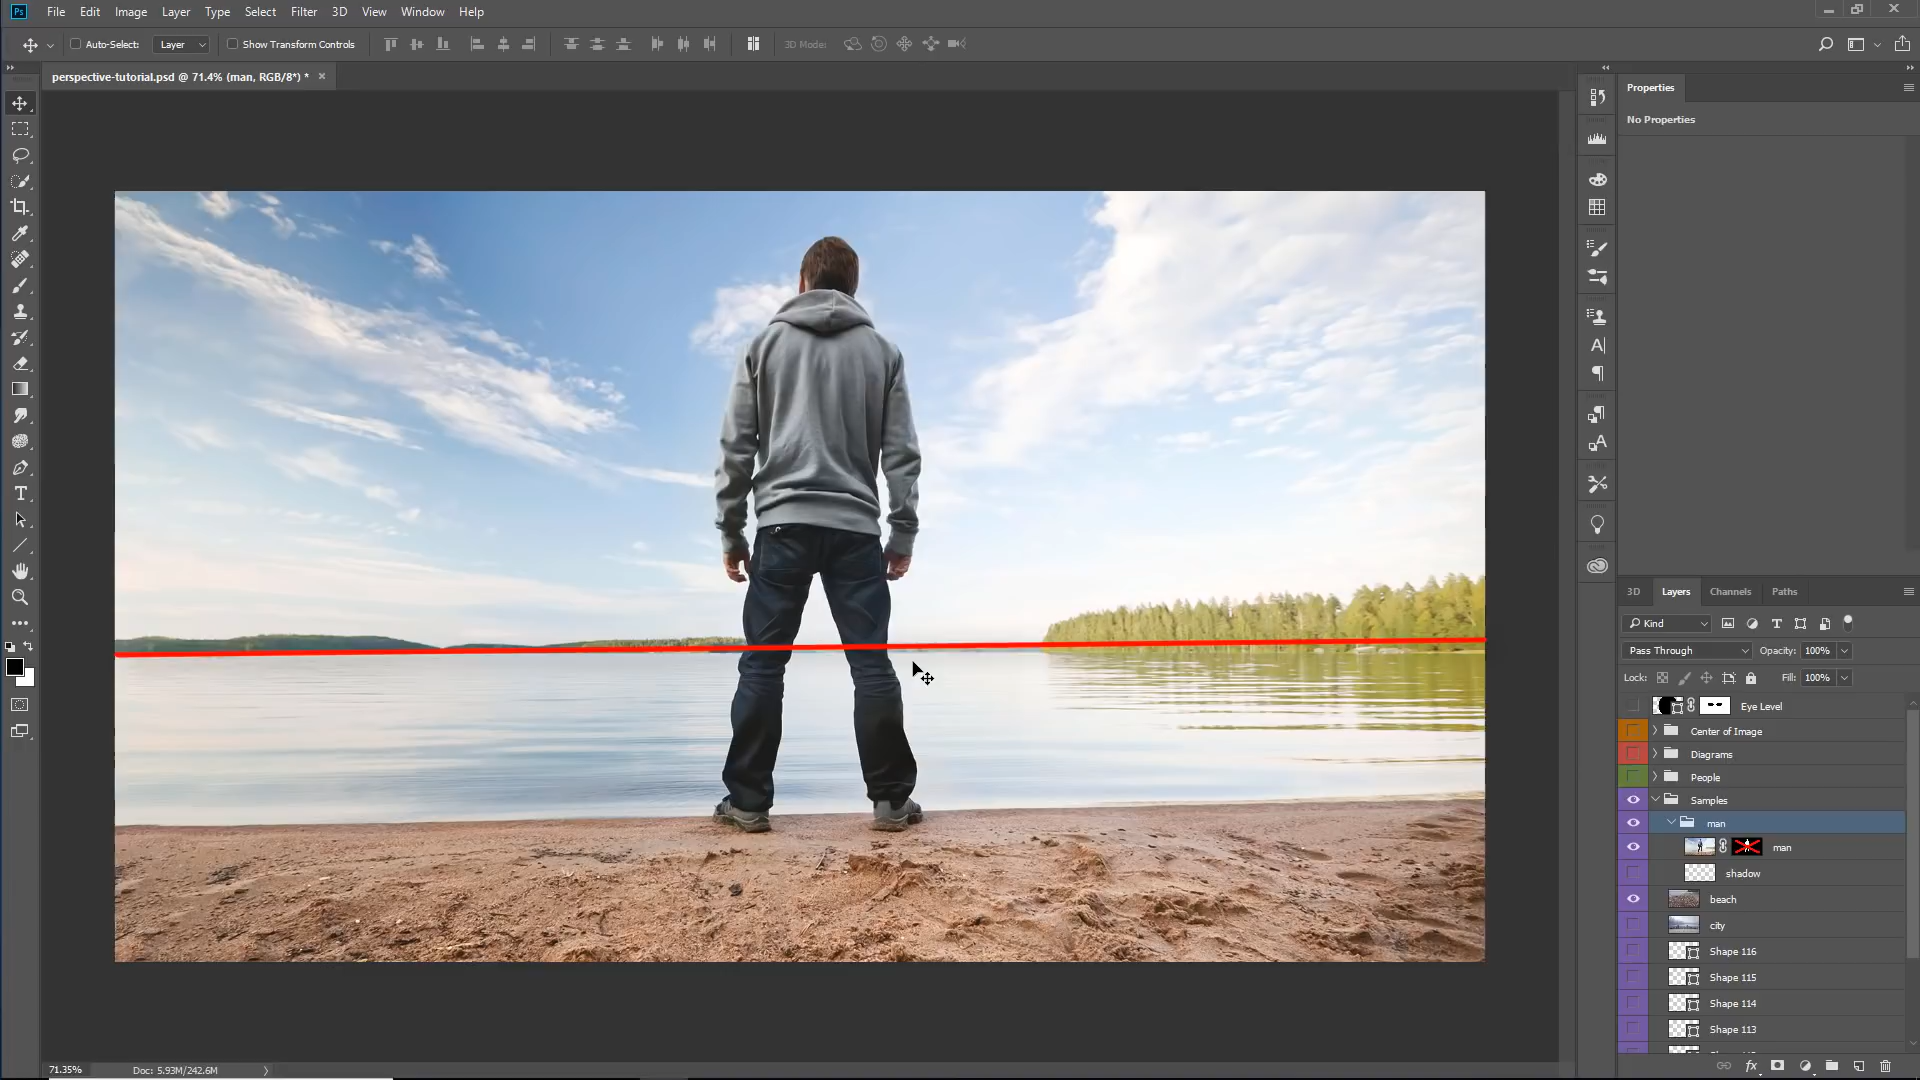 Ps File Edit Image Layer Type Select Filter 3D View Window Help
Auto-Select: Layer Show Transform Controls 3D Mode:
perspective-tutorial.psd @ 71.4% (man, RGB/8*) *
Properties
No Properties
3D Layers Channels Paths
Kind
Pass Through Opacity: 100%
Lock: Fill: 100%
Eye Level
Center of Image
Diagrams
People
Samples
man
man
shadow
beach
city
Shape 116
Shape 115
Shape 114
Shape 113
71.35% Doc: 5.93M/242.6M